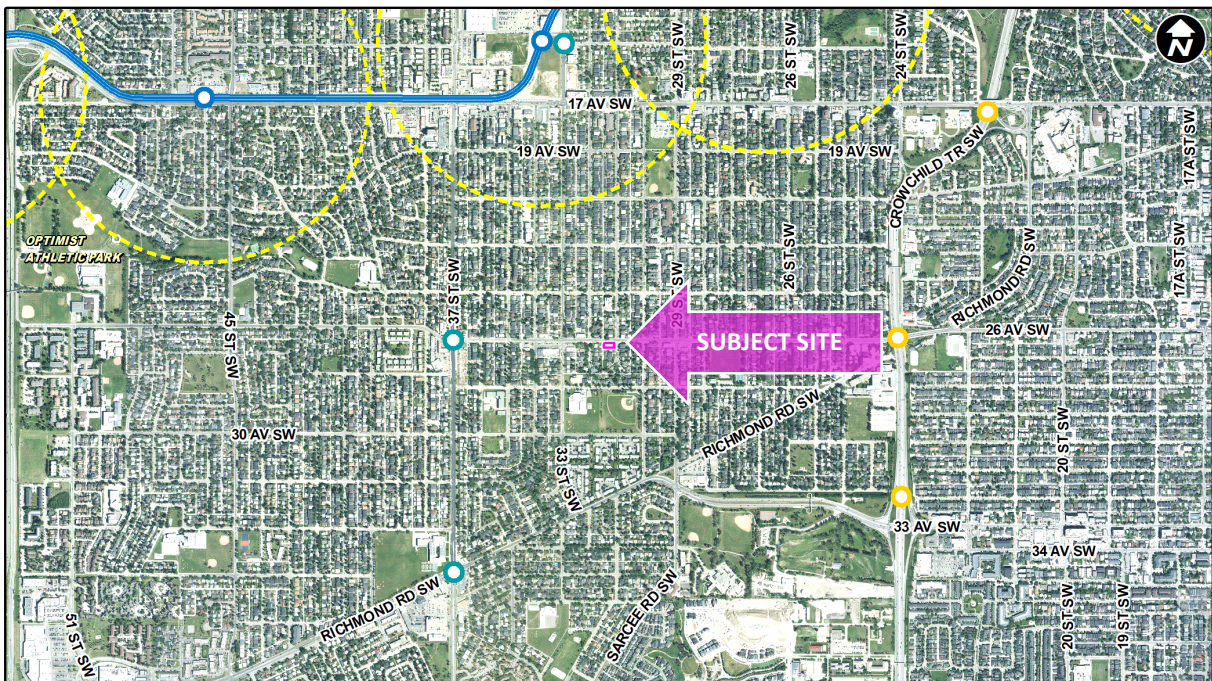 29 ST SW
26 ST SW
24 ST SW
N
17 AV SW
19 AV SW
19 AV SW
CROWCHILD TR SW
17A ST SW
OPTIMIST
ATHLETIC PARK
37 ST SW
29 ST SW
26 ST SW
RICHMOND RD SW
17A ST SW
45 ST SW
SUBJECT SITE
26 AV SW
30 AV SW
33 ST SW
RICHMOND RD SW
20 ST SW
33 AV SW
34 AV SW
51 ST SW
RICHMOND RD SW
SARCEE RD SW
20 ST SW
19 ST SW